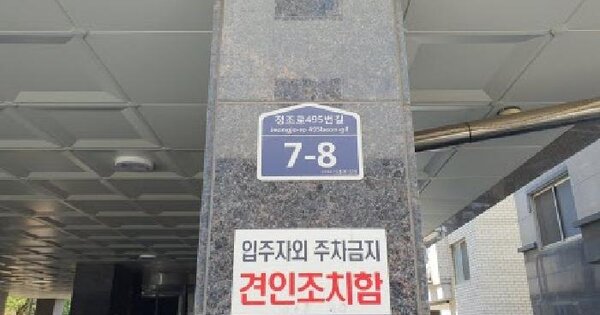 정조로495번길
Jeongjo-ro 495beon-gil
7-8
입주자외 주차금지
견인조치함